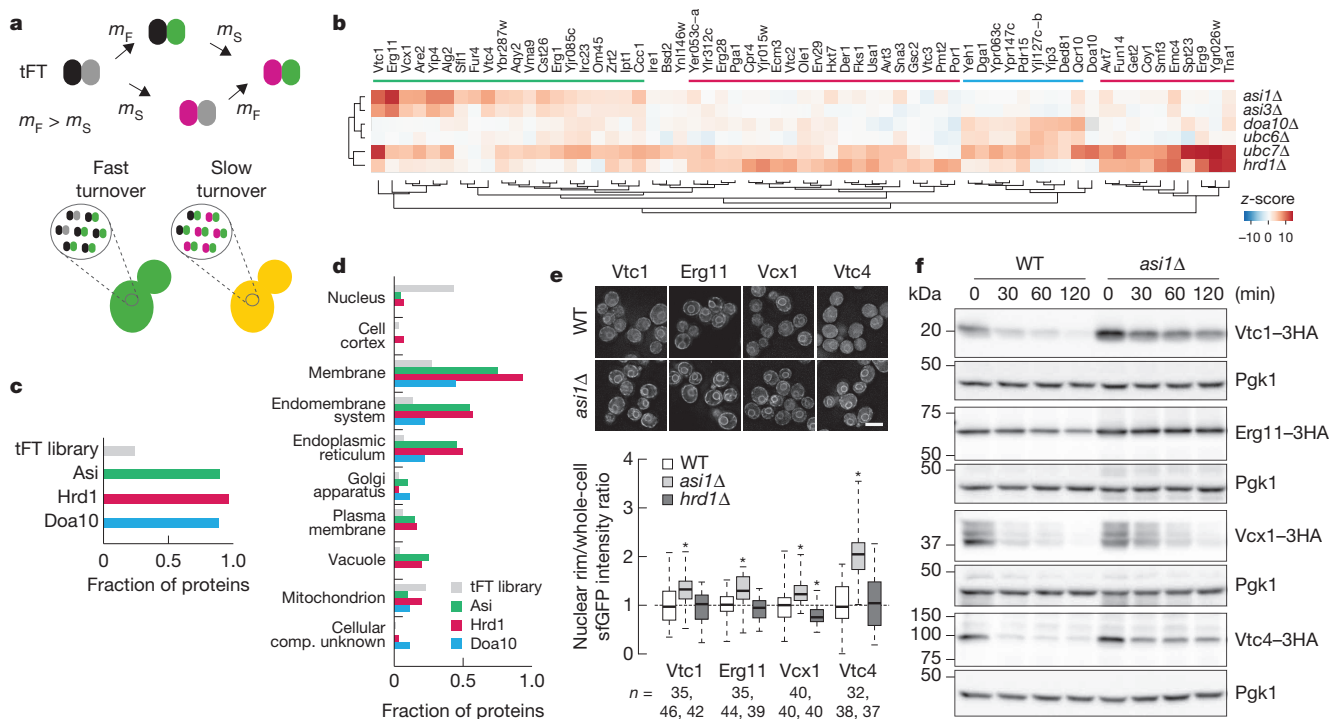 a
tFT
mF
mS
mS
mF
mF > mS
Fast turnover
Slow turnover
b
Vtc1
Erg11
Vcx1
Are2
Yip4
Alg2
Sfl1
Fur4
Vtc4
Ybr287w
Aqy2
Vma9
Cst26
Erg1
Yjr085c
Irc23
Om45
Zrt2
Ipt1
Ccc1
Ire1
Bsd2
Ynl146w
Yer053c–a
Ylr312c
Erg28
Pga1
Cpr4
Yjr015w
Ecm3
Vtc2
Ole1
Erv29
Hxt7
Der1
Fks1
Usa1
Avt3
Sna3
Gsc2
Vtc3
Pmt2
Por1
Yeh1
Dga1
Ypr063c
Ypr147c
Pdr15
Yjl127c–b
Yip3
Ded81
Qcr10
Doa10
Avt7
Fun14
Get2
Coy1
Smf3
Emc4
Spt23
Erg9
Ygr026w
Tna1
asi1Δ
asi3Δ
doa10Δ
ubc6Δ
ubc7Δ
hrd1Δ
z-score
–10 0 10
c
tFT library
Asi
Hrd1
Doa10
0 0.5 1.0
Fraction of proteins
d
Nucleus
Cell cortex
Membrane
Endomembrane system
Endoplasmic reticulum
Golgi apparatus
Plasma membrane
Vacuole
Mitochondrion
Cellular comp. unknown
tFT library
Asi
Hrd1
Doa10
0 0.5 1.0
Fraction of proteins
e
Vtc1 Erg11 Vcx1 Vtc4
WT
asi1Δ
Nuclear rim/whole-cell
sfGFP intensity ratio
4
3
2
1
0
WT
asi1Δ
hrd1Δ
* * * * *
Vtc1 Erg11 Vcx1 Vtc4
n = 35, 35, 40, 32,
46, 42 44, 39 40, 40 38, 37
f
WT asi1Δ
kDa 0 30 60 120 0 30 60 120 (min)
20 Vtc1–3HA
50
37 Pgk1
75
50 Erg11–3HA
50
37 Pgk1
37 Vcx1–3HA
50
37 Pgk1
150
100
75 Vtc4–3HA
50
Pgk1